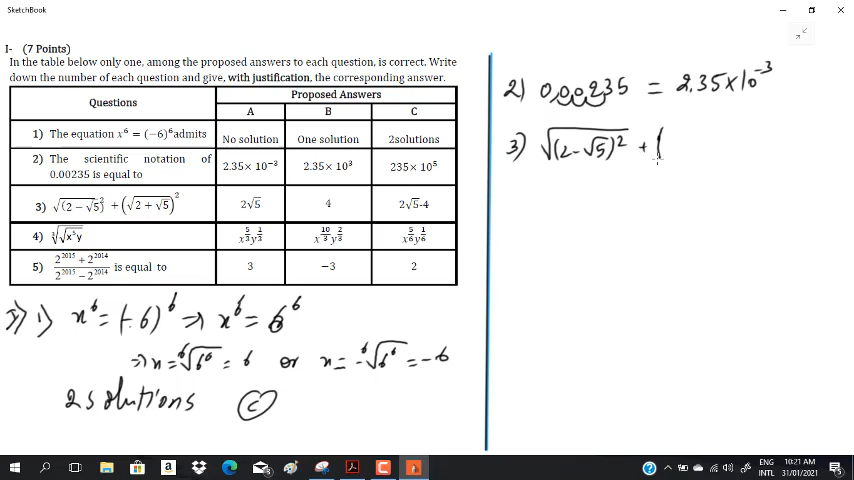 SketchBook
I- (7 Points)
In the table below only one, among the proposed answers to each question, is correct. Write
down the number of each question and give, with justification, the corresponding answer.
Questions Proposed Answers
A B C
1) The equation x⁶ = (−6)⁶ admits No solution One solution 2solutions
2) The scientific notation of 0.00235 is equal to 2.35× 10⁻³ 2.35× 10³ 235× 10⁵
3) √(2 − √5)² + (√2 + √5)² 2√5 4 2√5-4
4) ³√√x⁵y x^(5/3)y^(1/3) x^(10/3)y^(2/3) x^(5/6)y^(1/6)
5) (2²⁰¹⁵ + 2²⁰¹⁴)/(2²⁰¹⁵ − 2²⁰¹⁴) is equal to 3 −3 2
I) 1) x⁶ = (-6)⁶ ⇒ x⁶ = 6⁶
⇒ x = ⁶√6⁶ = 6 or x = -⁶√6⁶ = -6
2 solutions C
2) 0.00235 = 2.35×10⁻³
3) √(2-√5)² + (
ENG
INTL
10:21 AM
31/01/2021